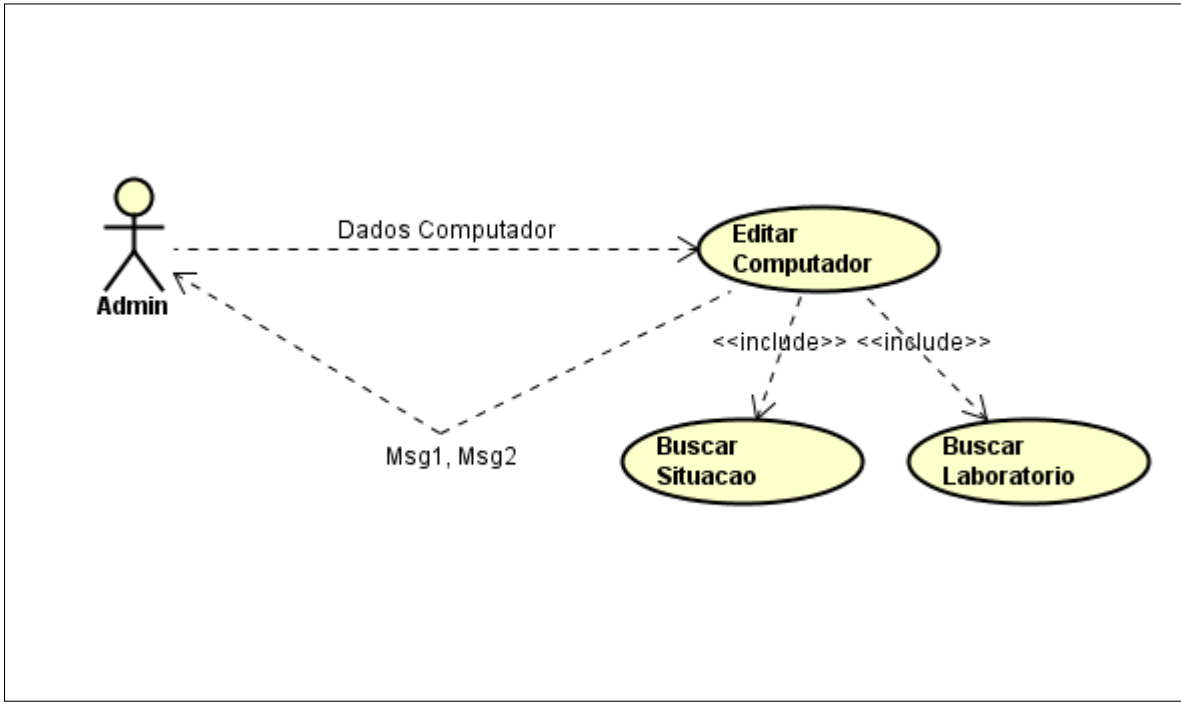 Dados Computador
Editar
Computador
Admin
<<include>> <<include>>
Msg1, Msg2
Buscar
Situacao
Buscar
Laboratorio